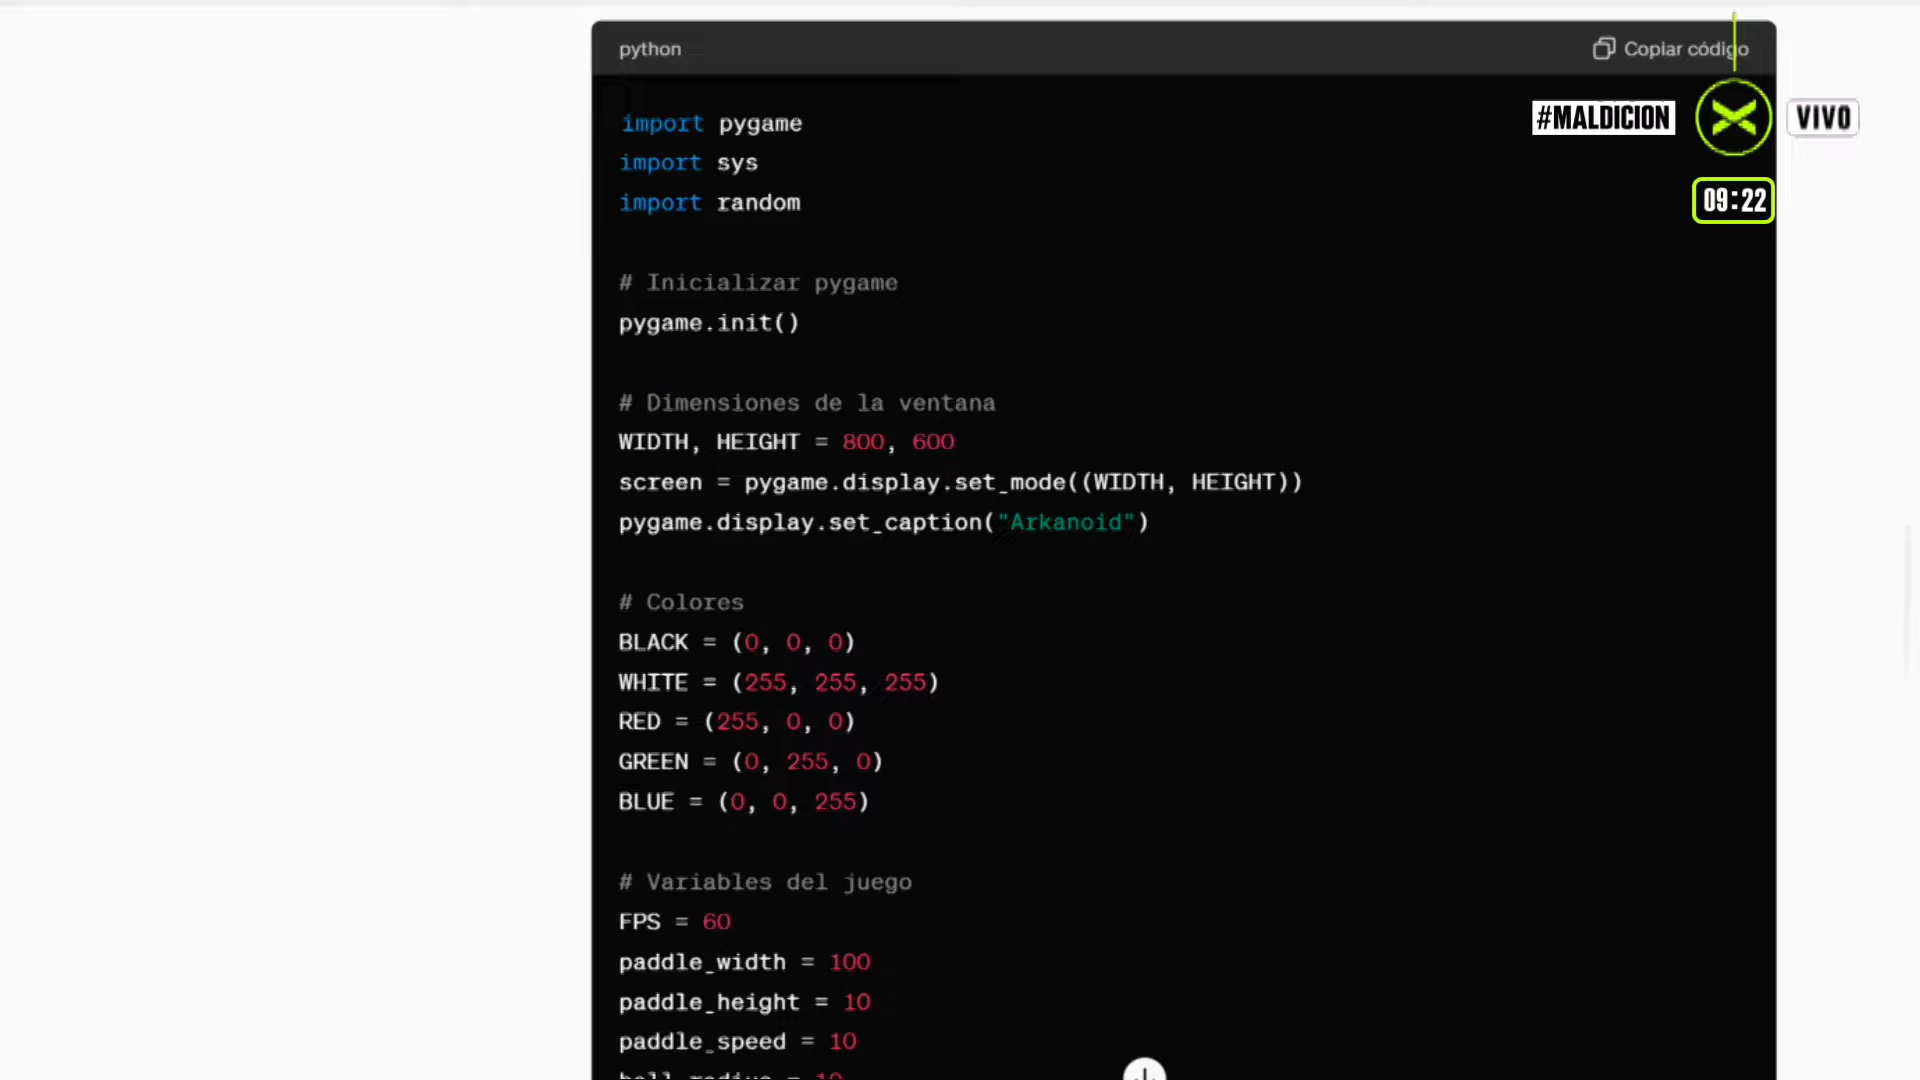 python
Copiar código
#MALDICION
VIVO
09:22
import pygame
import sys
import random
# Inicializar pygame
pygame.init()
# Dimensiones de la ventana
WIDTH, HEIGHT = 800, 600
screen = pygame.display.set_mode((WIDTH, HEIGHT))
pygame.display.set_caption("Arkanoid")
# Colores
BLACK = (0, 0, 0)
WHITE = (255, 255, 255)
RED = (255, 0, 0)
GREEN = (0, 255, 0)
BLUE = (0, 0, 255)
# Variables del juego
FPS = 60
paddle_width = 100
paddle_height = 10
paddle_speed = 10